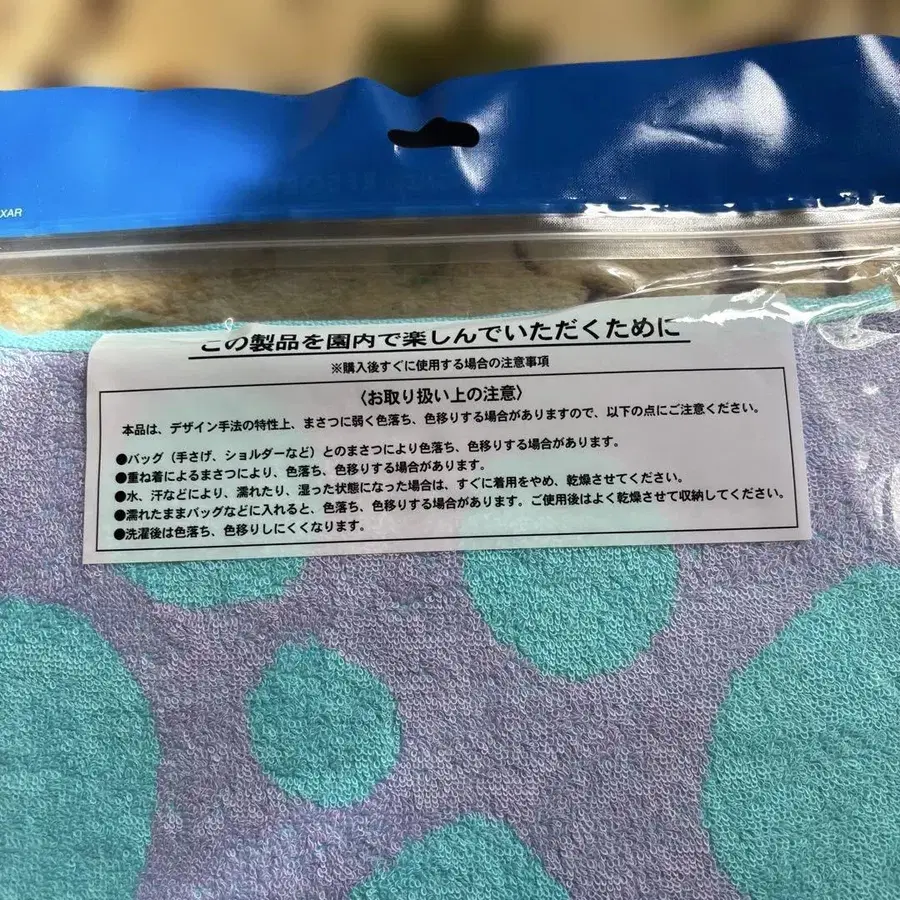 XAR
この製品を園内で楽しんでいただくために
※購入後すぐに使用する場合の注意事項
〈お取り扱い上の注意〉
本品は、デザイン手法の特性上、まさつに弱く色落ち、色移りする場合がありますので、以下の点にご注意ください。
●バッグ（手さげ、ショルダーなど）とのまさつにより色落ち、色移りする場合があります。
●重ね着によるまさつにより、色落ち、色移りする場合があります。
●水、汗などにより、濡れたり、湿った状態になった場合は、すぐに着用をやめ、乾燥させてください。
●濡れたままバッグなどに入れると、色落ち、色移りする場合があります。ご使用後はよく乾燥させて収納してください。
●洗濯後は色落ち、色移りしにくくなります。